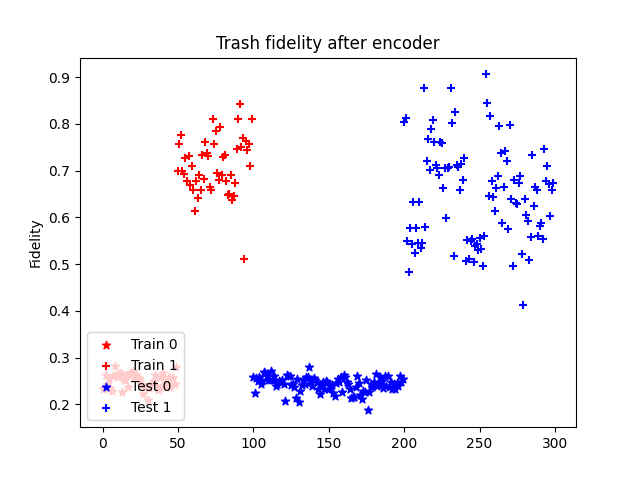 Trash fidelity after encoder
0.9
0.8
0.7
0.6
0.5
0.4
0.3
0.2
Fidelity
Train 0
Train 1
Test 0
Test 1
0 50 100 150 200 250 300